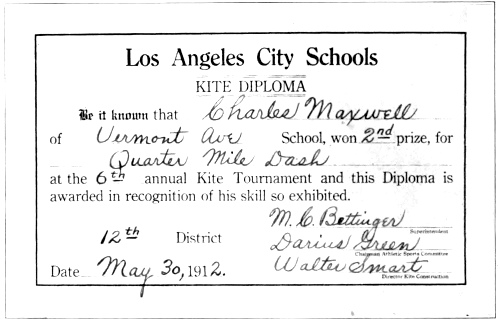 Los Angeles City Schools
KITE DIPLOMA
Be it known that Charles Maxwell
of Vermont Ave School, won 2nd prize, for
Quarter Mile Dash
at the 6th annual Kite Tournament and this Diploma is
awarded in recognition of his skill so exhibited.
M. C. Bettinger
Superintendent
12th District
Darius Green
Chairman Athletic Sports Committee
Date May 30, 1912.
Walter Smart
Director Kite Construction